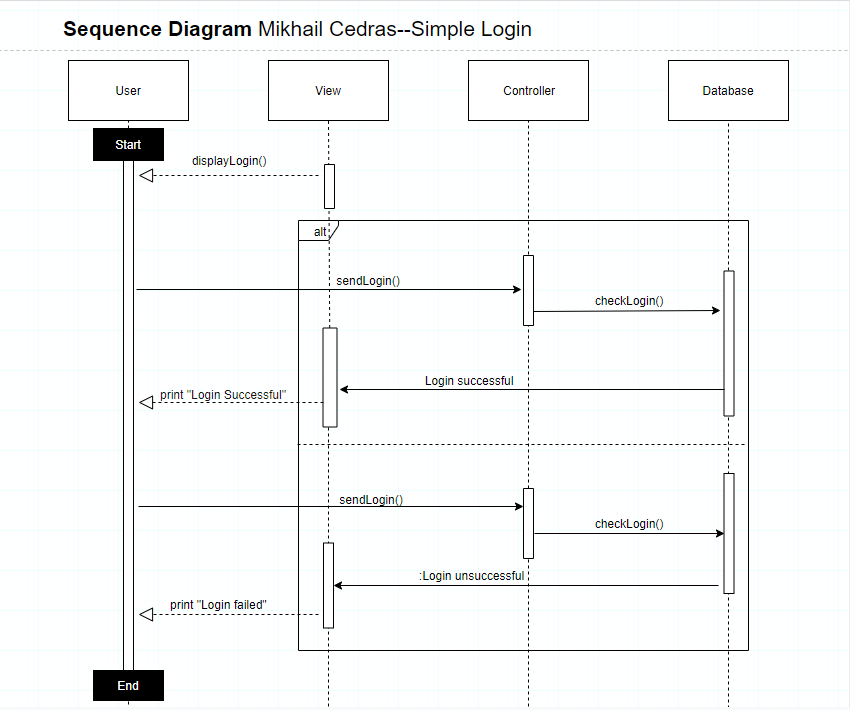 Sequence Diagram Mikhail Cedras--Simple Login
User
View
Controller
Database
Start
displayLogin()
alt
sendLogin()
checkLogin()
Login successful
print "Login Successful"
sendLogin()
checkLogin()
:Login unsuccessful
print "Login failed"
End